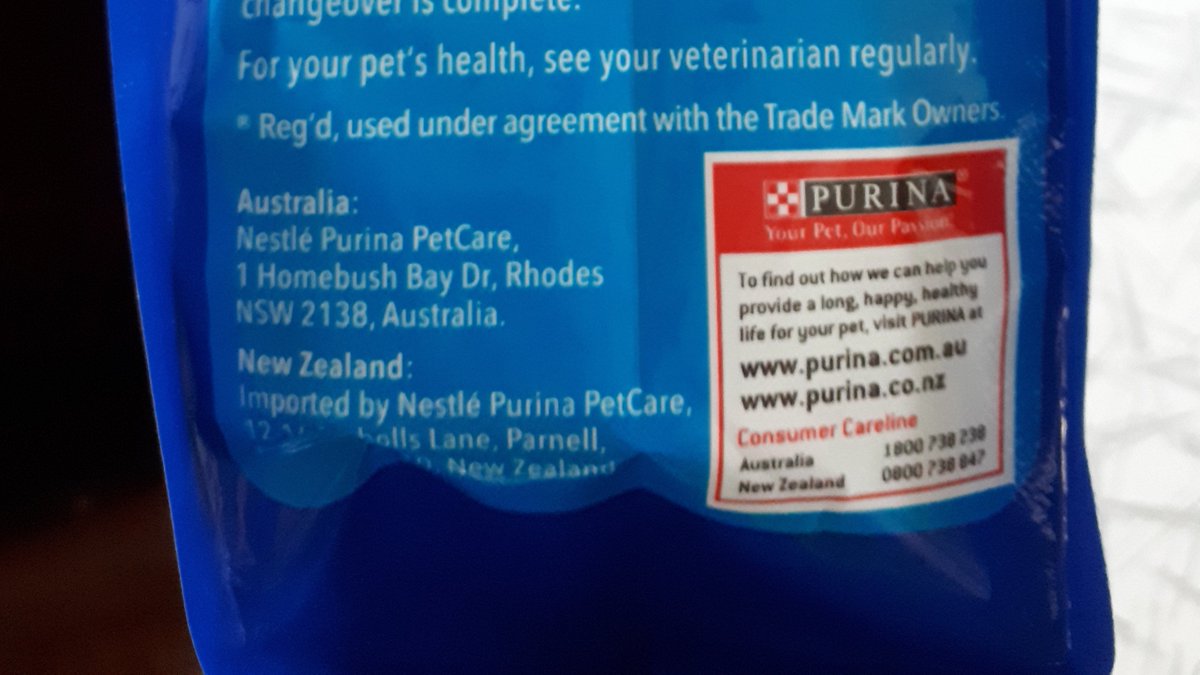 changeover is complete.
For your pet's health, see your veterinarian regularly.
® Reg'd, used under agreement with the Trade Mark Owners.
Australia:
Nestlé Purina PetCare,
1 Homebush Bay Dr, Rhodes
NSW 2138, Australia.
New Zealand:
Imported by Nestlé Purina PetCare,
Lane, Parnell,
New Zealand
PURINA®
Your Pet, Our Passion.
To find out how we can help you
provide a long, happy, healthy
life for your pet, visit PURINA at
www.purina.com.au
www.purina.co.nz
Consumer Careline
Australia 1800 738 238
New Zealand 0800 738 847